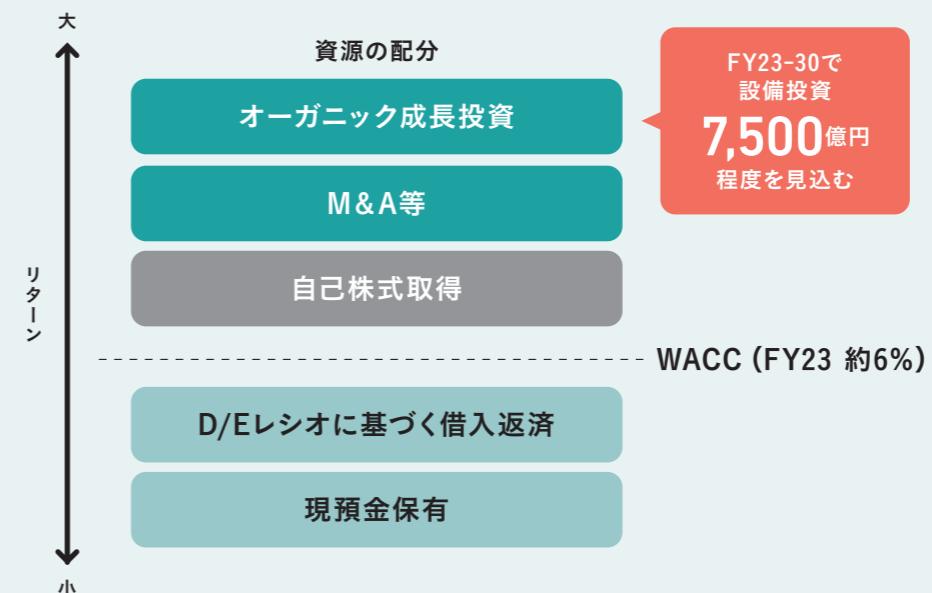 大
資源の配分
オーガニック成長投資
FY23-30で
設備投資
7,500億円
程度を見込む
M&A等
リターン
自己株式取得
WACC (FY23 約6%)
D/Eレシオに基づく借入返済
現預金保有
小